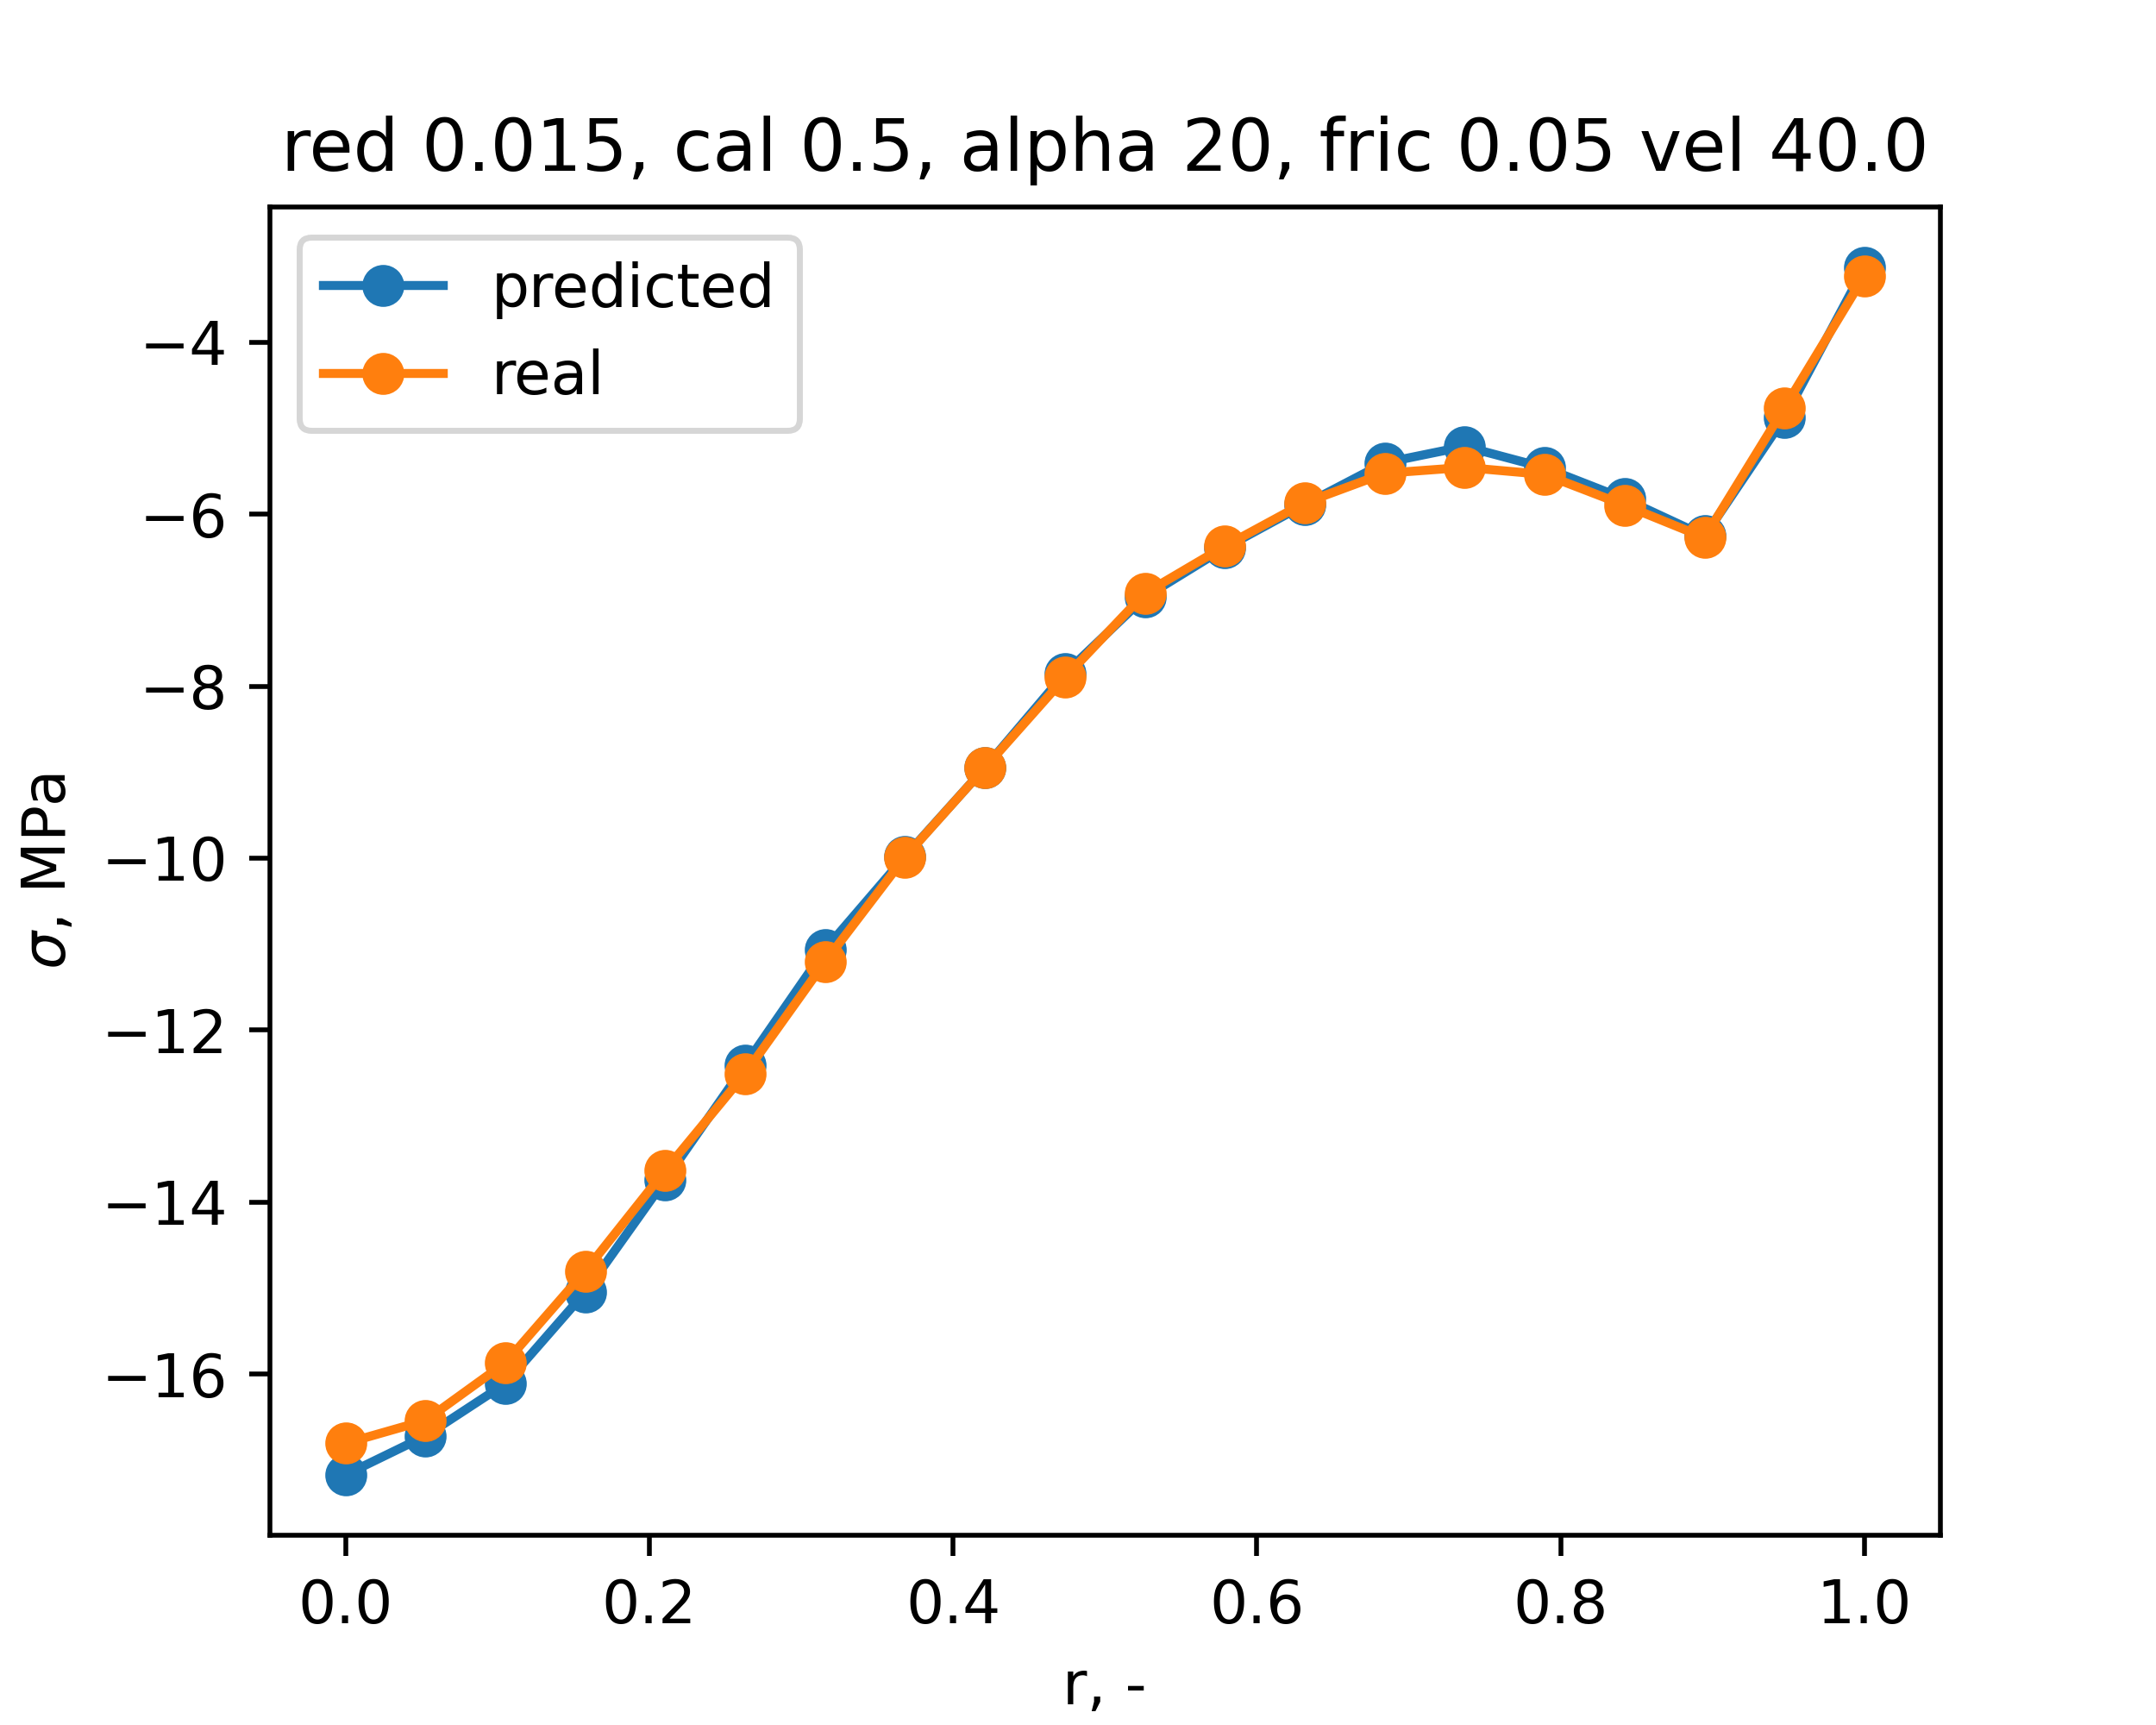 red 0.015, cal 0.5, alpha 20, fric 0.05 vel 40.0
predicted
real
−4
−6
−8
−10
−12
−14
−16
σ, MPa
0.0 0.2 0.4 0.6 0.8 1.0
r, -